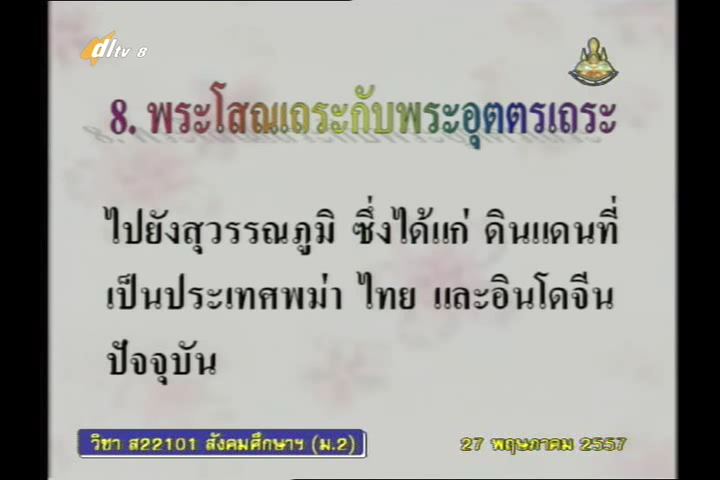 dltv 8
8. พระโสณเถระกับพระอุตตรเถระ
ไปยังสุวรรณภูมิ ซึ่งได้แก่ ดินแดนที่
เป็นประเทศพม่า ไทย และอินโดจีน
ปัจจุบัน
วิชา ส22101 สังคมศึกษาฯ (ม.2)
27 พฤษภาคม 2557